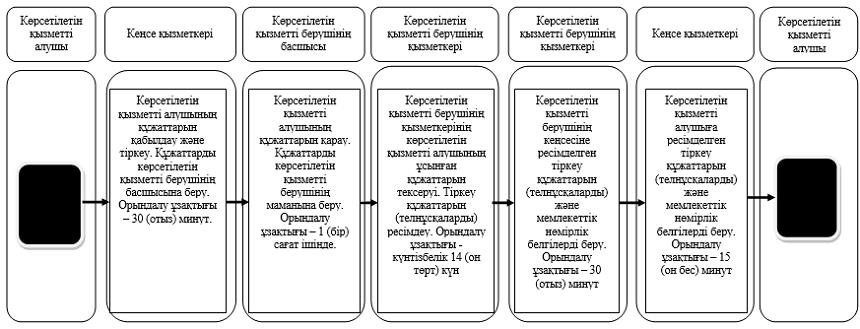 Көрсетілетін
қызметті
алушы
Кеңсе қызметкері
Көрсетілетін
қызметті берушінің
басшысы
Көрсетілетін
қызметті берушінің
қызметкері
Көрсетілетін
қызметті берушінің
қызметкері
Кеңсе қызметкері
Көрсетілетін
қызметті
алушы
Көрсетілетін
қызметті алушының
құжаттарын
қабылдау және
тіркеу. Құжаттарды
көрсетілетін
қызметті берушінің
басшысына беру.
Орындалу ұзақтығы
– 30 (отыз) минут.
Көрсетілетін
қызметті
алушының
құжаттарын қарау.
Құжаттарды
көрсетілетін
қызметті
берушінің
маманына беру.
Орындалу
ұзақтығы – 1 (бір)
сағат ішінде.
Көрсетілетін
қызметті берушінің
қызметкерінің
көрсетілетін
қызметті алушының
ұсынған
құжаттарын
тексеруі. Тіркеу
құжаттарын
(телнұсқаларды)
ресімдеу. Орындалу
ұзақтығы -
күнтізбелік 14 (он
төрт) күн
Көрсетілетін
қызметті
берушінің
кеңсесіне
ресімделген
тіркеу
құжаттарын
(телнұсқаларды)
және
мемлекеттік
нөмірлік
белгілерді беру.
Орындалу
ұзақтығы – 30
(отыз) минут
Көрсетілетін
қызметті
алушыға
ресімделген
тіркеу
құжаттарын
(телнұсқаларды)
және
мемлекеттік
нөмірлік
белгілерді беру.
Орындалу
ұзақтығы – 15
(он бес) минут